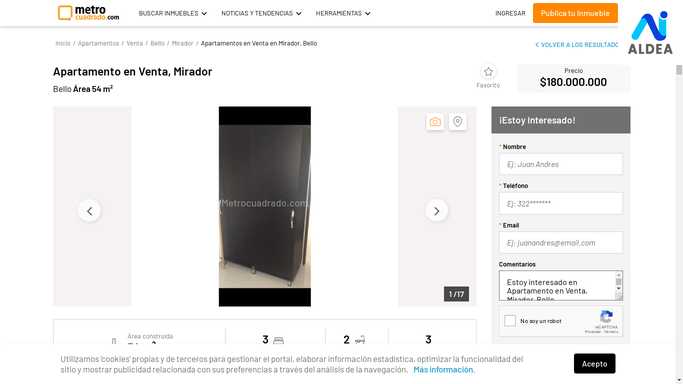 metro
cuadrado.com
BUSCAR INMUEBLES
NOTICIAS Y TENDENCIAS
HERRAMIENTAS
INGRESAR
Publica tu Inmueble
AI
ALDEA
Inicio / Apartamentos / Venta / Bello / Mirador / Apartamentos en Venta en Mirador, Bello
< VOLVER A LOS RESULTADO
Apartamento en Venta, Mirador
Bello Área 54 m²
Favorito
Precio
$180.000.000
Metrocuadrado.com
1 /17
¡Estoy Interesado!
* Nombre
Ej: Juan Andres
* Teléfono
Ej: 322*******
* Email
Ej: juanandres@email.com
Comentarios
Estoy interesado en
Apartamento en Venta,
Mirador, Bello
No soy un robot
reCAPTCHA
Privacidad - Términos
Área construida
3
2
3
Utilizamos 'cookies' propias y de terceros para gestionar el portal, elaborar información estadística, optimizar la funcionalidad del
sitio y mostrar publicidad relacionada con sus preferencias a través del análisis de la navegación. Más información.
Acepto